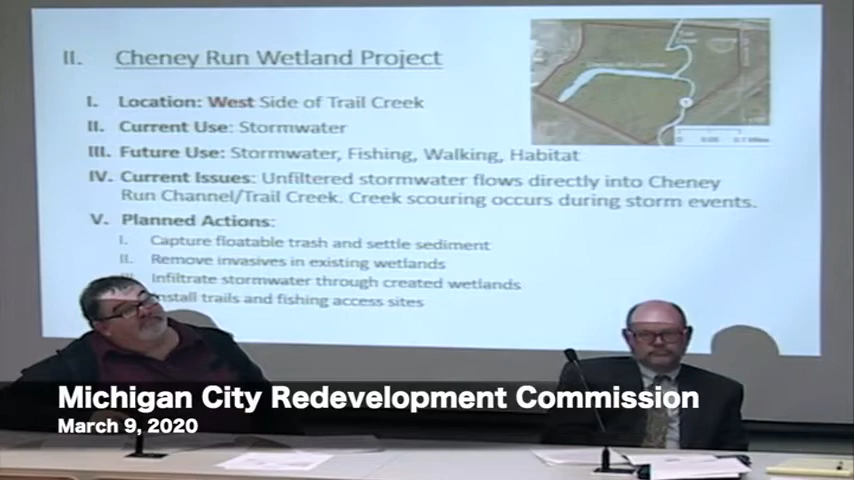 II. Cheney Run Wetland Project
I. Location: West Side of Trail Creek
II. Current Use: Stormwater
III. Future Use: Stormwater, Fishing, Walking, Habitat
IV. Current Issues: Unfiltered stormwater flows directly into Cheney
Run Channel/Trail Creek. Creek scouring occurs during storm events.
V. Planned Actions:
I. Capture floatable trash and settle sediment
II. Remove invasives in existing wetlands
III. Infiltrate stormwater through created wetlands
Install trails and fishing access sites
Michigan City Redevelopment Commission
March 9, 2020